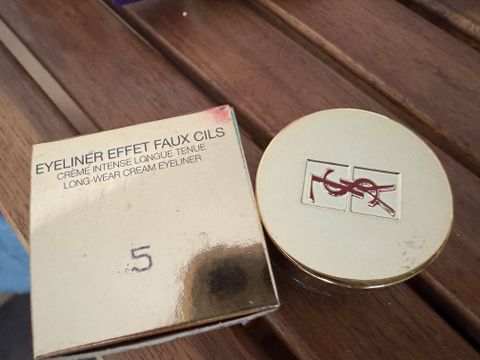 EYELINER EFFET FAUX CILS
CRÈME INTENSE LONGUE TENUE
LONG-WEAR CREAM EYELINER
5
YSL